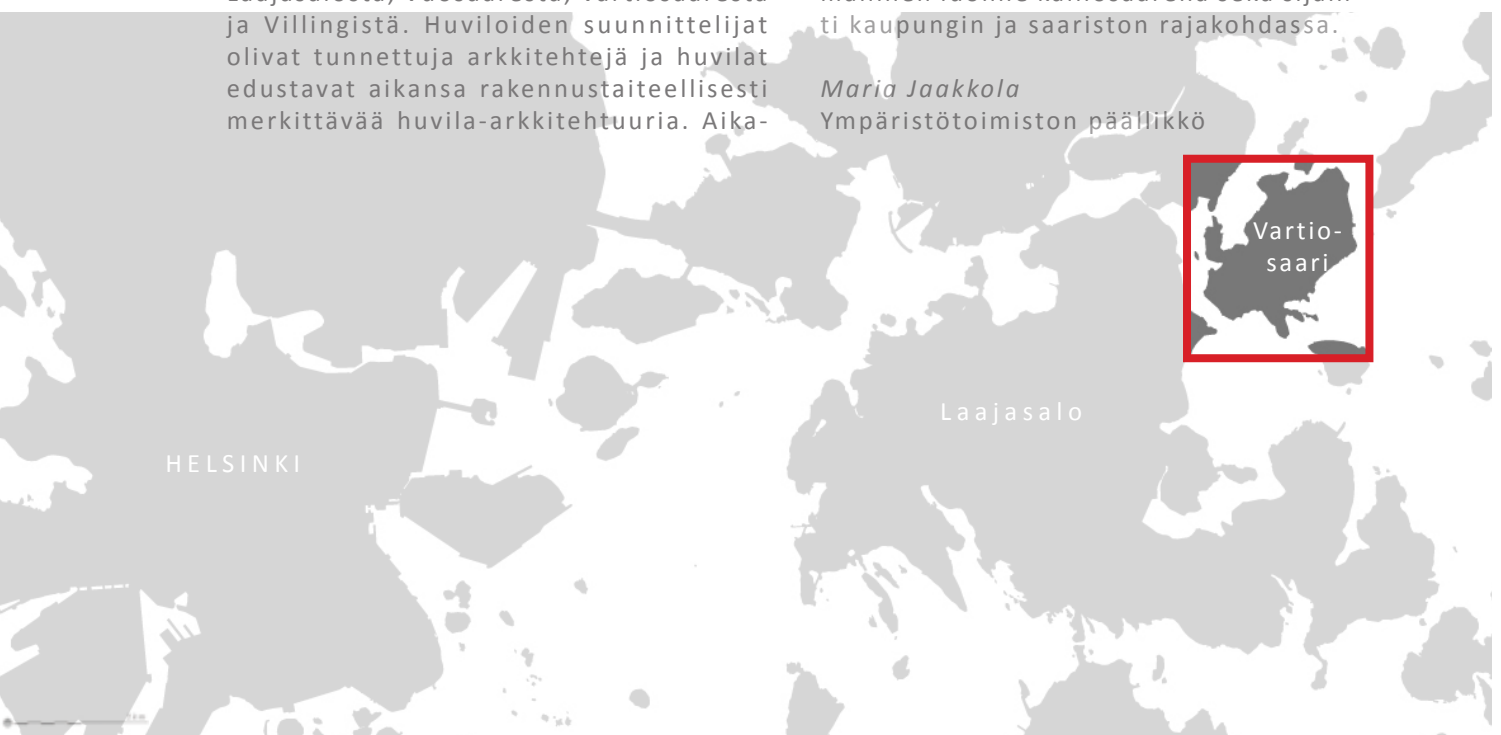 ja Villingistä. Huviloiden suunnittelijat
olivat tunnettuja arkkitehtejä ja huvilat
edustavat aikansa rakennustaiteellisesti
merkittävää huvila-arkkitehtuuria. Aika-
ti kaupungin ja saariston rajakohdassa.
Maria Jaakkola
Ympäristötoimiston päällikkö
Vartio-
saari
Laajasalo
HELSINKI